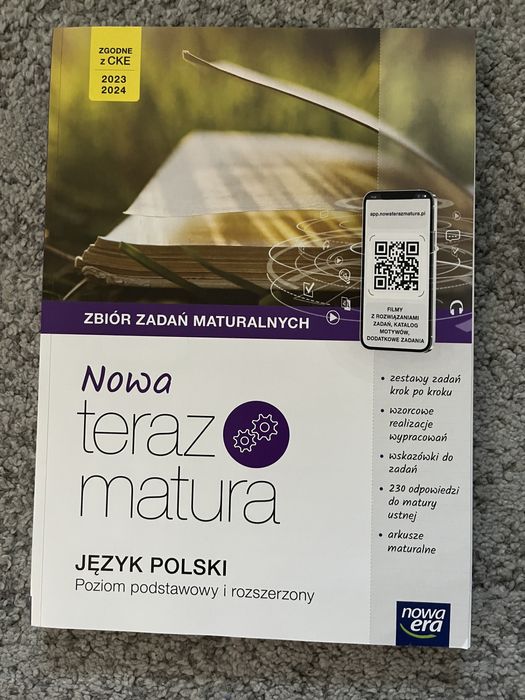 ZGODNE
z CKE
2023
2024
app.nowaterazmatura.pl
FILMY
Z ROZWIĄZANIAMI
ZADAŃ, KATALOG
MOTYWÓW,
DODATKOWE ZADANIA
ZBIÓR ZADAŃ MATURALNYCH
Nowa
teraz
matura
JĘZYK POLSKI
Poziom podstawowy i rozszerzony
• zestawy zadań
krok po kroku
• wzorcowe
realizacje
wypracowań
• wskazówki do
zadań
• 230 odpowiedzi
do matury
ustnej
• arkusze
maturalne
nowa
era